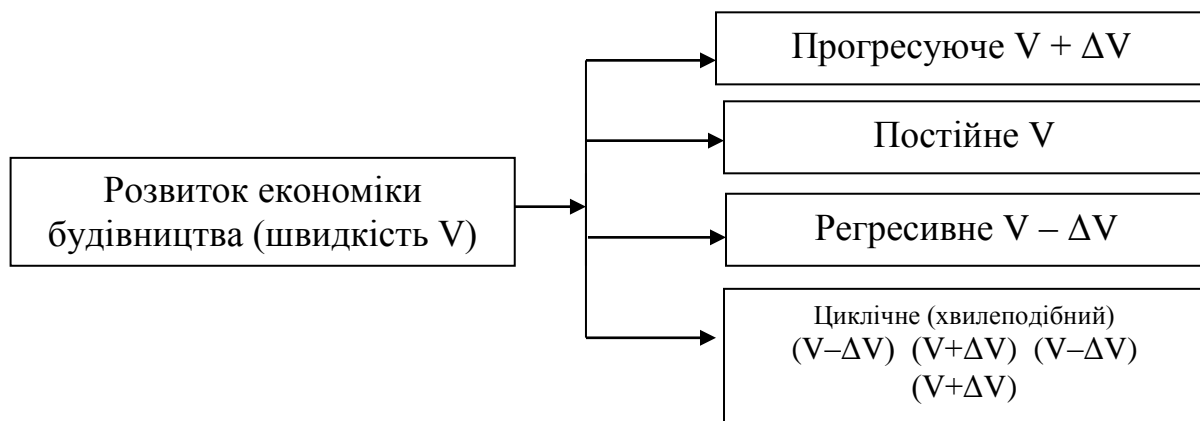 Прогресуюче V + ΔV
Постійне V
Розвиток економіки
будівництва (швидкість V)
Регресивне V – ΔV
Циклічне (хвилеподібний)
(V–ΔV) (V+ΔV) (V–ΔV)
(V+ΔV)